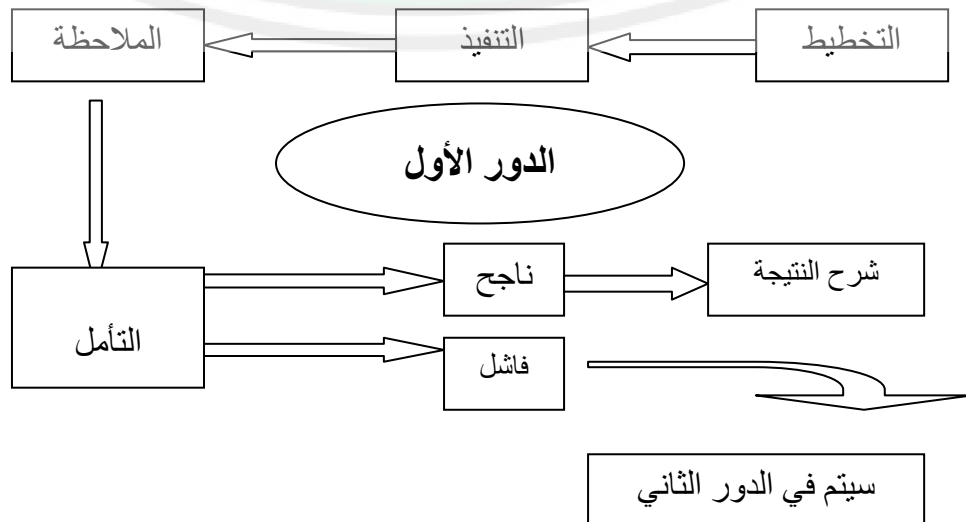 التخطيط
التنفيذ
الملاحظة
الدور الأول
التأمل
ناجح
شرح النتيجة
فاشل
سيتم في الدور الثاني